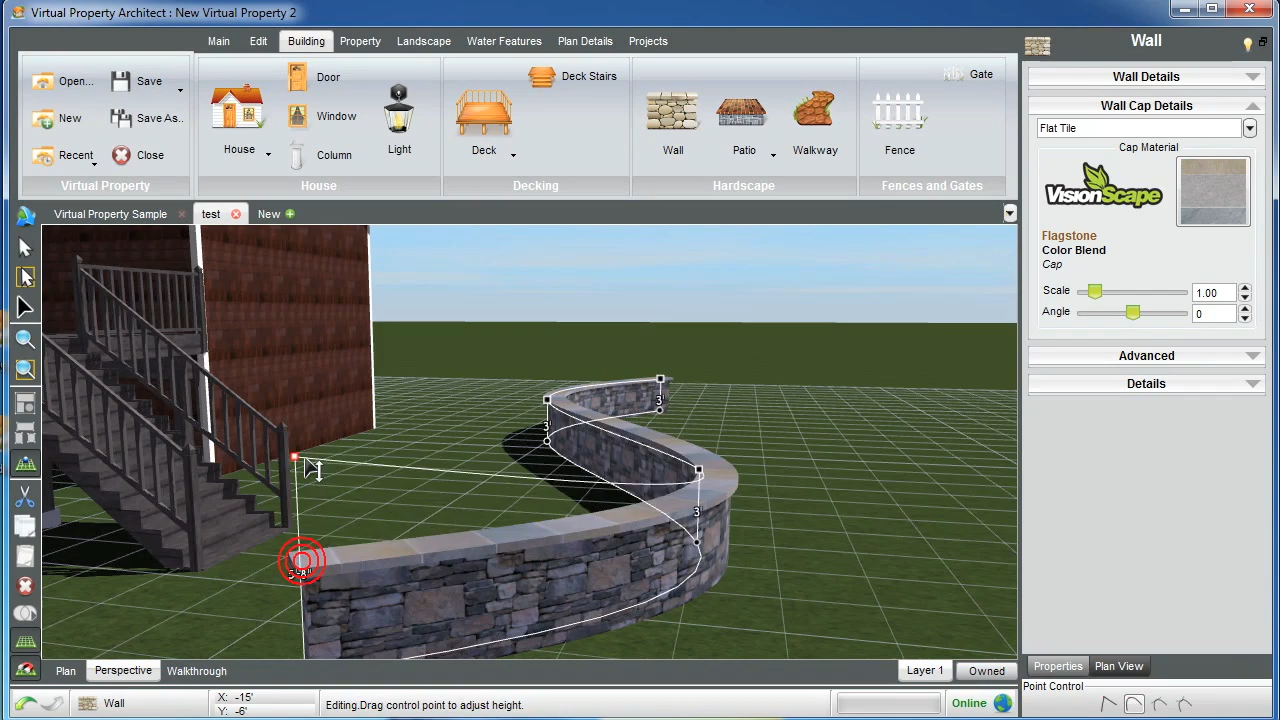 Virtual Property Architect : New Virtual Property 2
Main Edit Building Property Landscape Water Features Plan Details Projects
Open... Save
New Save As..
Recent Close
Virtual Property
House
Door
Window
Column
Light
House
Deck
Deck Stairs
Decking
Wall Patio Walkway
Hardscape
Fence
Gate
Fences and Gates
Virtual Property Sample test New
3'
3'
3'
5'-8"
Plan Perspective Walkthrough
Layer 1 Owned
Wall
X: -15'
Y: -6'
Editing.Drag control point to adjust height.
Online
Wall
Wall Details
Wall Cap Details
Flat Tile
Cap Material
VisionScape
Flagstone
Color Blend
Cap
Scale 1.00
Angle 0
Advanced
Details
Properties Plan View
Point Control